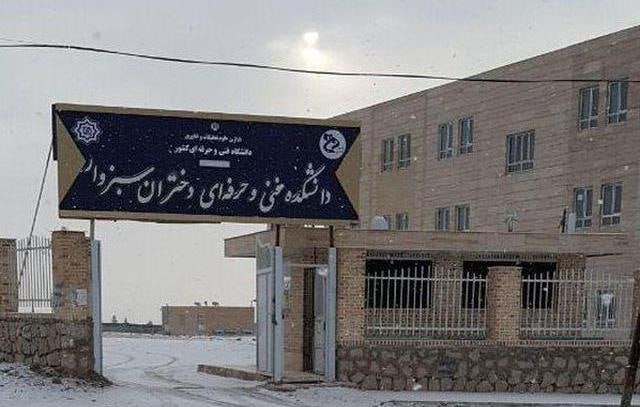 وزارت علوم تحقیقات و فناوری
دانشگاه فنی و حرفه ای کشور
دانشکده فنی و حرفه‌ای دختران سبزوار